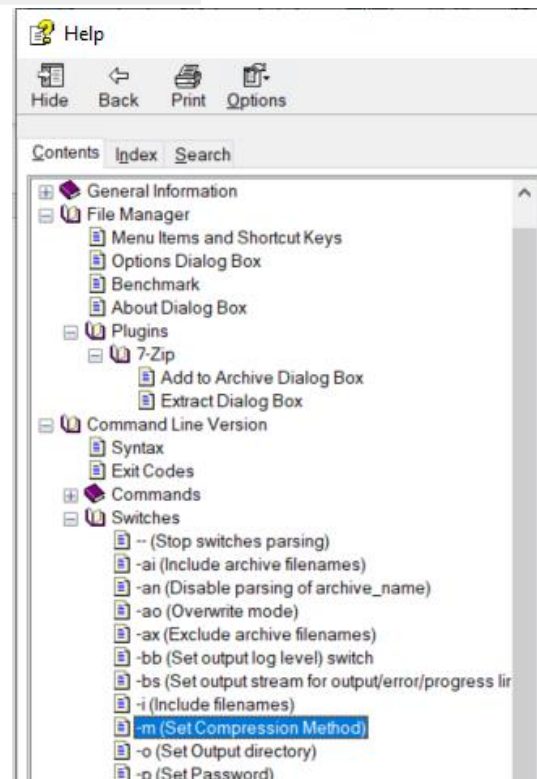 Help
Hide Back Print Options
Contents Index Search
General Information
File Manager
Menu Items and Shortcut Keys
Options Dialog Box
Benchmark
About Dialog Box
Plugins
7-Zip
Add to Archive Dialog Box
Extract Dialog Box
Command Line Version
Syntax
Exit Codes
Commands
Switches
-- (Stop switches parsing)
-ai (Include archive filenames)
-an (Disable parsing of archive_name)
-ao (Overwrite mode)
-ax (Exclude archive filenames)
-bb (Set output log level) switch
-bs (Set output stream for output/error/progress lir
-i (Include filenames)
-m (Set Compression Method)
-o (Set Output directory)
-p (Set Password)